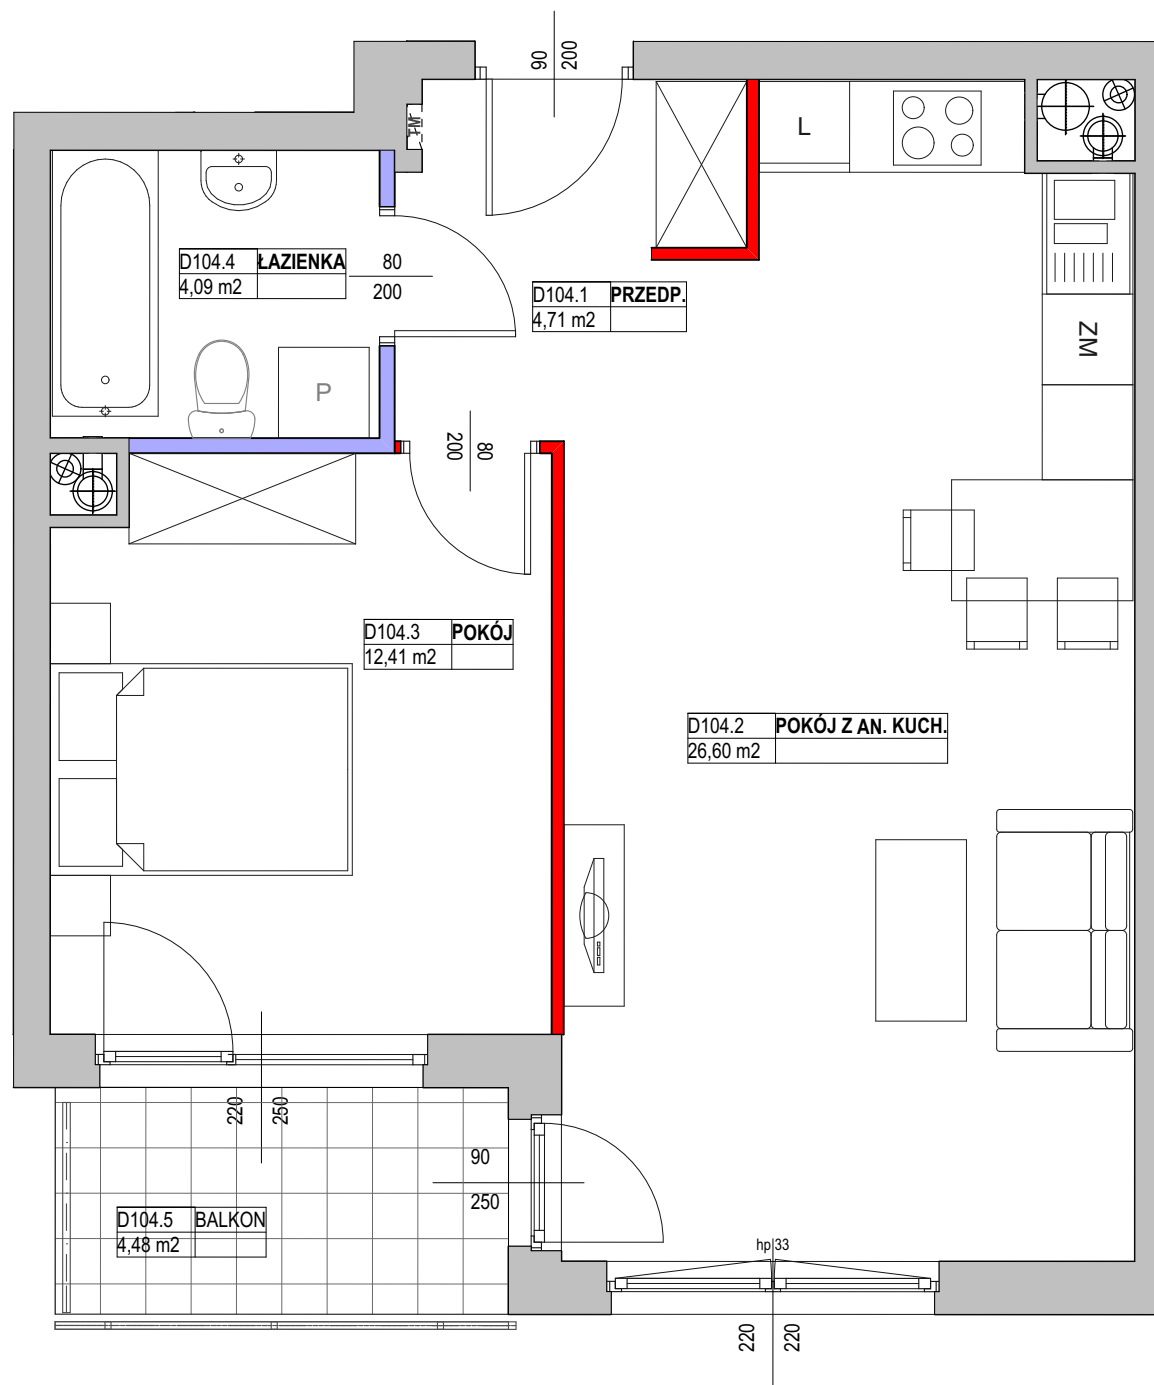 90
200
TM
L
D104.4 ŁAZIENKA
4,09 m2
80
200
D104.1 PRZEDP.
4,71 m2
ZM
P
80
200
D104.3 POKÓJ
12,41 m2
D104.2 POKÓJ Z AN. KUCH.
26,60 m2
220
250
90
250
D104.5 BALKON
4,48 m2
hp 33
220
220